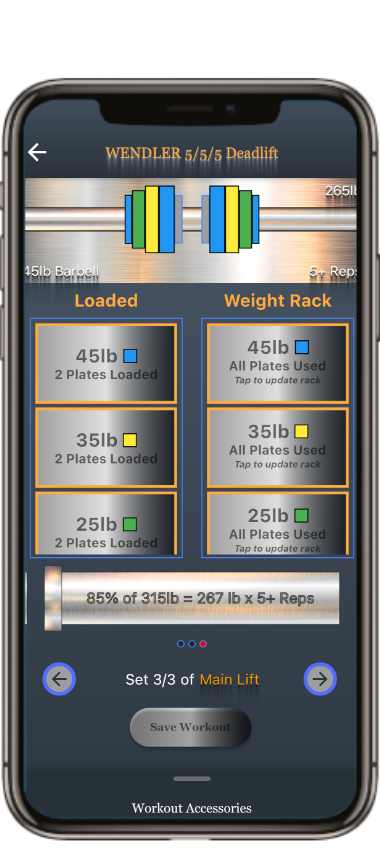 WENDLER 5/5/5 Deadlift
265lb
45lb Barbell
5+ Reps
Loaded
Weight Rack
45lb
2 Plates Loaded
45lb
All Plates Used
Tap to update rack
35lb
2 Plates Loaded
35lb
All Plates Used
Tap to update rack
25lb
2 Plates Loaded
25lb
All Plates Used
Tap to update rack
85% of 315lb = 267 lb x 5+ Reps
Set 3/3 of Main Lift
Save Workout
Workout Accessories